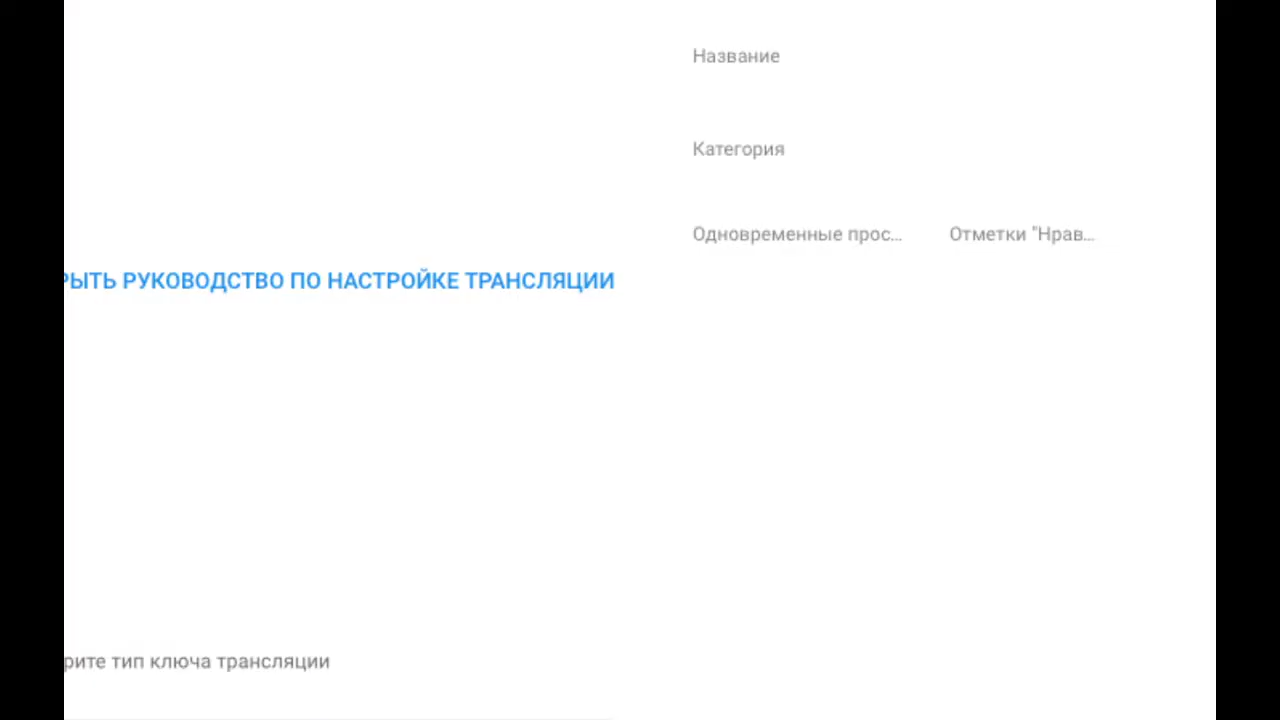 Название
Категория
Одновременные прос... Отметки "Нрав...
РЫТЬ РУКОВОДСТВО ПО НАСТРОЙКЕ ТРАНСЛЯЦИИ
рите тип ключа трансляции